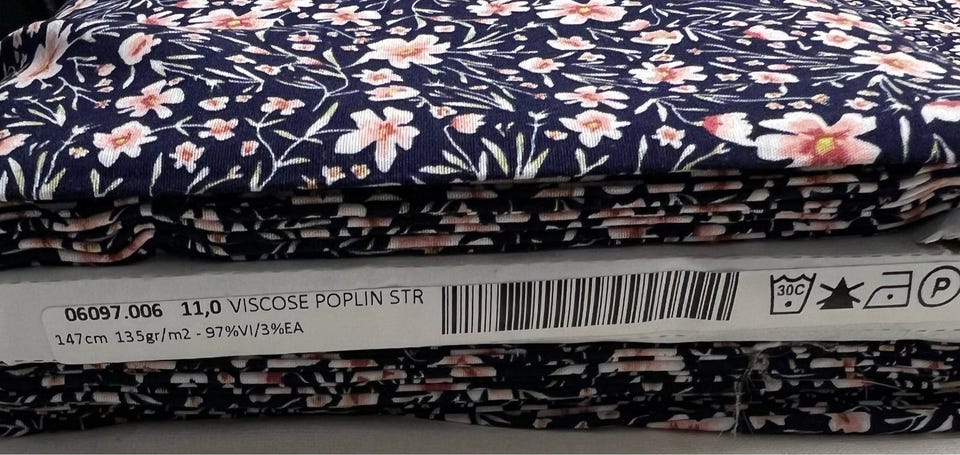 06097.006 11,0 VISCOSE POPLIN STR
147cm 135gr/m2 - 97%VI/3%EA
30C
P